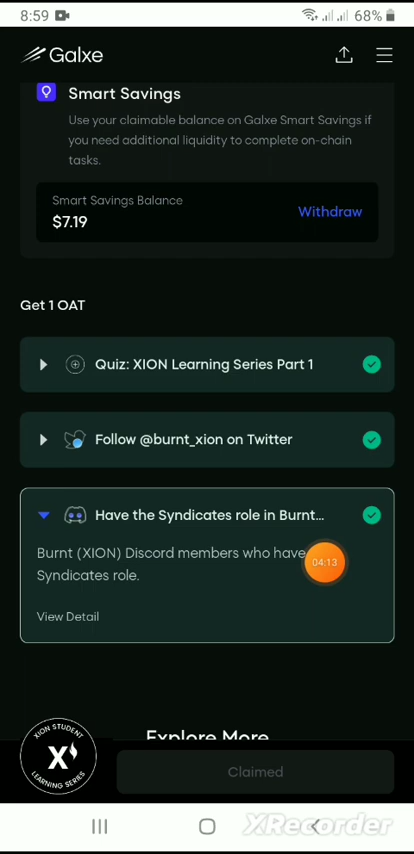 8:59
68%
Galxe
Smart Savings
Use your claimable balance on Galxe Smart Savings if
you need additional liquidity to complete on-chain
tasks.
Smart Savings Balance
$7.19
Withdraw
Get 1 OAT
Quiz: XION Learning Series Part 1
Follow @burnt_xion on Twitter
Have the Syndicates role in Burnt...
Burnt (XION) Discord members who have
Syndicates role.
04:13
View Detail
Explore More
XION STUDENT
X
LEARNING SERIES
Claimed
XRecorder